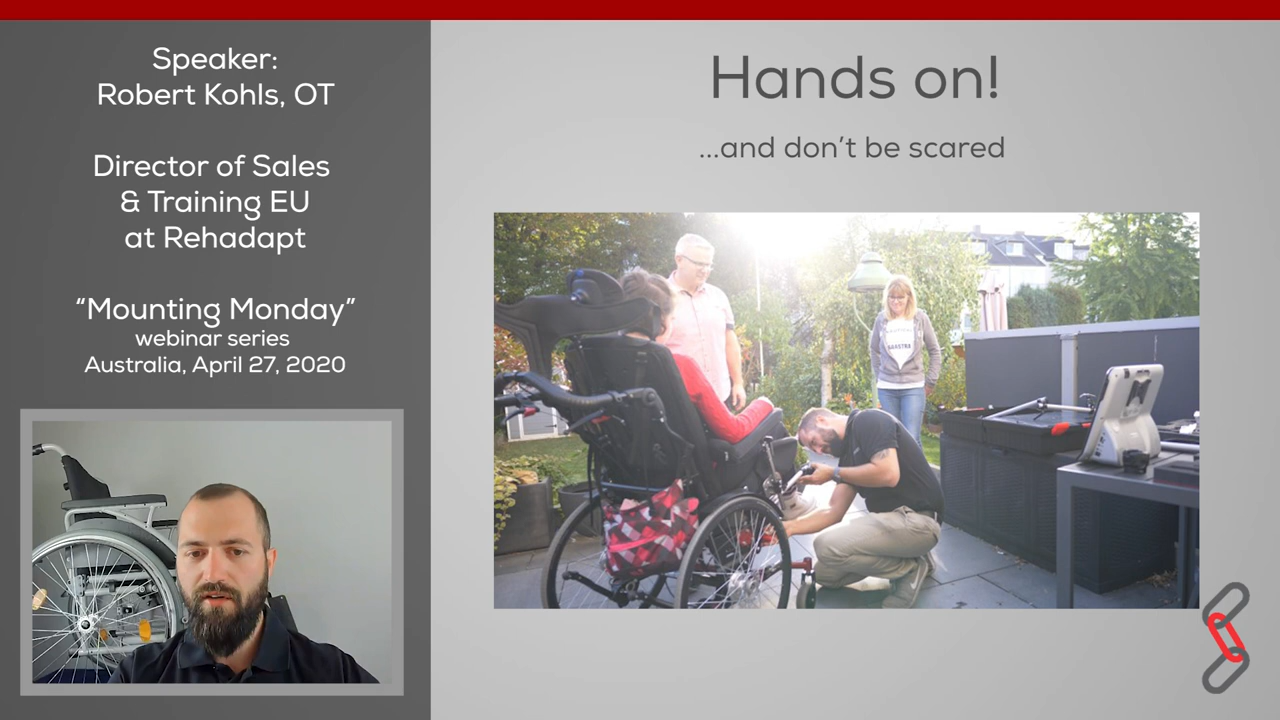 Speaker:
Robert Kohls, OT
Director of Sales
& Training EU
at Rehadapt
“Mounting Monday”
webinar series
Australia, April 27, 2020
Hands on!
...and don’t be scared